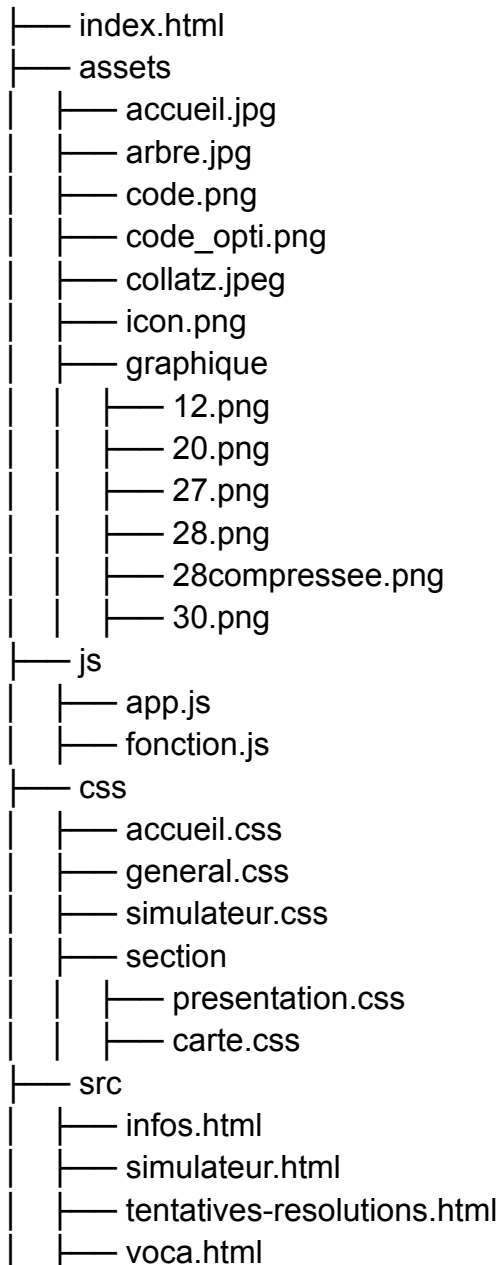 index.html
assets
accueil.jpg
arbre.jpg
code.png
code_opti.png
collatz.jpeg
icon.png
graphique
12.png
20.png
27.png
28.png
28compressee.png
30.png
js
app.js
fonction.js
css
accueil.css
general.css
simulateur.css
section
presentation.css
carte.css
src
infos.html
simulateur.html
tentatives-resolutions.html
voca.html